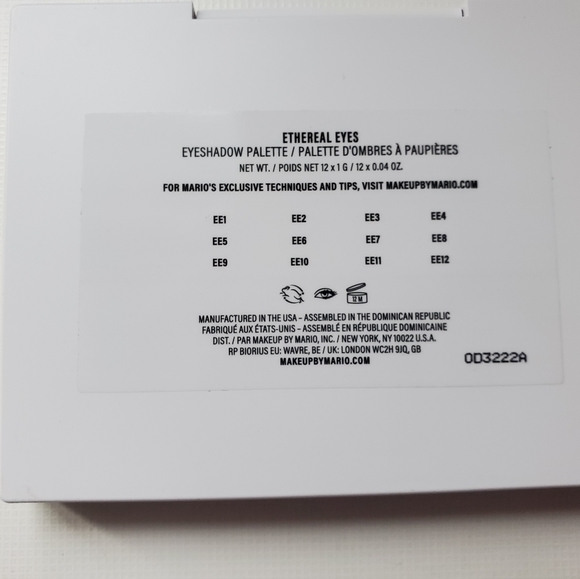 ETHEREAL EYES
EYESHADOW PALETTE / PALETTE D'OMBRES À PAUPIÈRES
NET WT. / POIDS NET 12 x 1 G / 12 x 0.04 OZ.
FOR MARIO'S EXCLUSIVE TECHNIQUES AND TIPS, VISIT MAKEUPBYMARIO.COM
EE1 EE2 EE3 EE4
EE5 EE6 EE7 EE8
EE9 EE10 EE11 EE12
12 M
MANUFACTURED IN THE USA – ASSEMBLED IN THE DOMINICAN REPUBLIC
FABRIQUÉ AUX ÉTATS-UNIS – ASSEMBLÉ EN RÉPUBLIQUE DOMINICAINE
DIST. / PAR MAKEUP BY MARIO, INC. / NEW YORK, NY 10022 U.S.A.
RP BIORIUS EU: WAVRE, BE / UK: LONDON WC2H 9JQ, GB
MAKEUPBYMARIO.COM
OD3222A